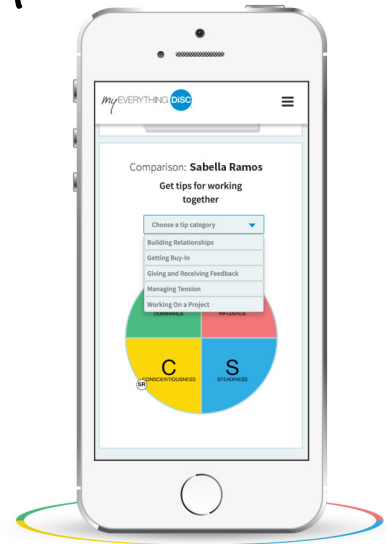 my EVERYTHING DiSC
Comparison: Sabella Ramos
Get tips for working
together
Choose a tip category
Building Relationships
Getting Buy-In
Giving and Receiving Feedback
Managing Tension
Working On a Project
DOMINANCE
INFLUENCE
C
CONSCIENTIOUSNESS
S
STEADINESS
SR